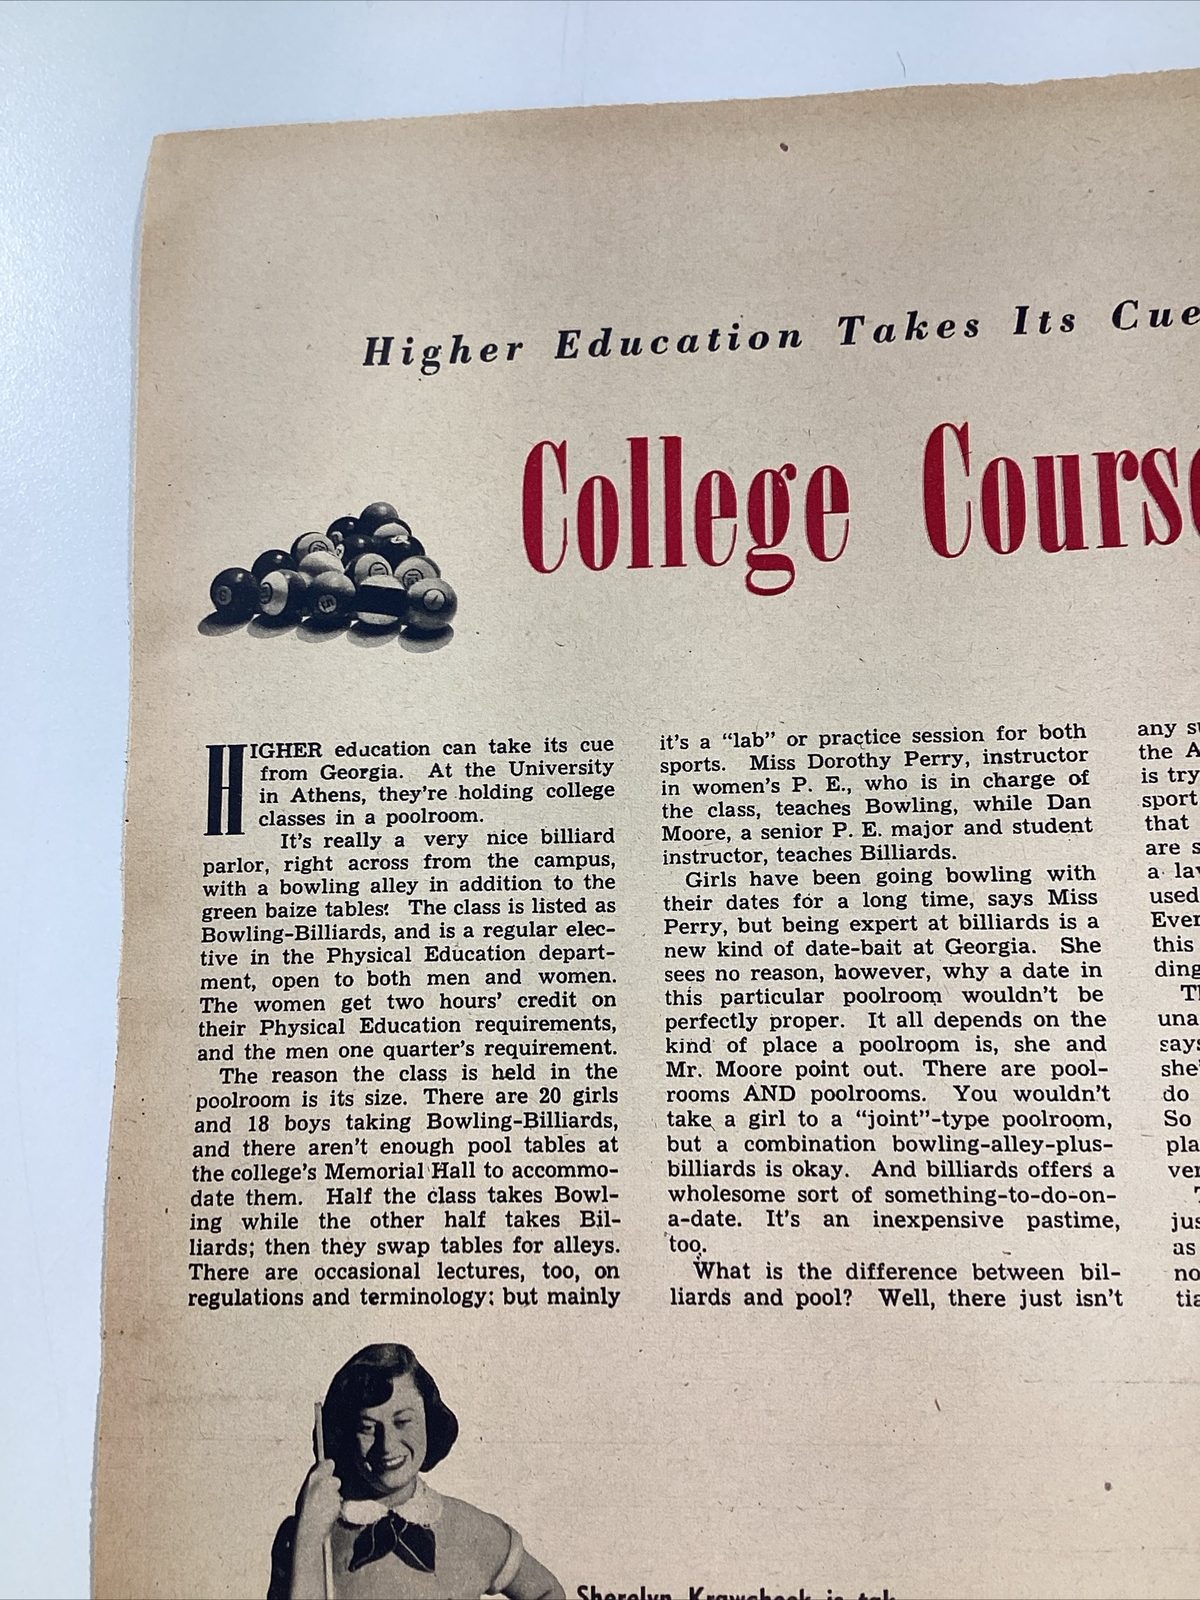 Higher Education Takes Its Cue
College Course
HIGHER education can take its cue
from Georgia. At the University
in Athens, they're holding college
classes in a poolroom.
It's really a very nice billiard
parlor, right across from the campus,
with a bowling alley in addition to the
green baize tables. The class is listed as
Bowling-Billiards, and is a regular elec-
tive in the Physical Education depart-
ment, open to both men and women.
The women get two hours' credit on
their Physical Education requirements,
and the men one quarter's requirement.
The reason the class is held in the
poolroom is its size. There are 20 girls
and 18 boys taking Bowling-Billiards,
and there aren't enough pool tables at
the college's Memorial Hall to accommo-
date them. Half the class takes Bowl-
ing while the other half takes Bil-
liards; then they swap tables for alleys.
There are occasional lectures, too, on
regulations and terminology; but mainly
it's a “lab” or practice session for both
sports. Miss Dorothy Perry, instructor
in women's P. E., who is in charge of
the class, teaches Bowling, while Dan
Moore, a senior P. E. major and student
instructor, teaches Billiards.
Girls have been going bowling with
their dates for a long time, says Miss
Perry, but being expert at billiards is a
new kind of date-bait at Georgia. She
sees no reason, however, why a date in
this particular poolroom wouldn't be
perfectly proper. It all depends on the
kind of place a poolroom is, she and
Mr. Moore point out. There are pool-
rooms AND poolrooms. You wouldn't
take a girl to a “joint”-type poolroom,
but a combination bowling-alley-plus-
billiards is okay. And billiards offers a
wholesome sort of something-to-do-on-
a-date. It's an inexpensive pastime,
too.
What is the difference between bil-
liards and pool? Well, there just isn't
any
the A
is try
sport
that
are s
a
used
Ever
this
ding
una
says
she'
do
So
pla
ver
jus
as
no
tia
Sherolyn Krawcheck is tak